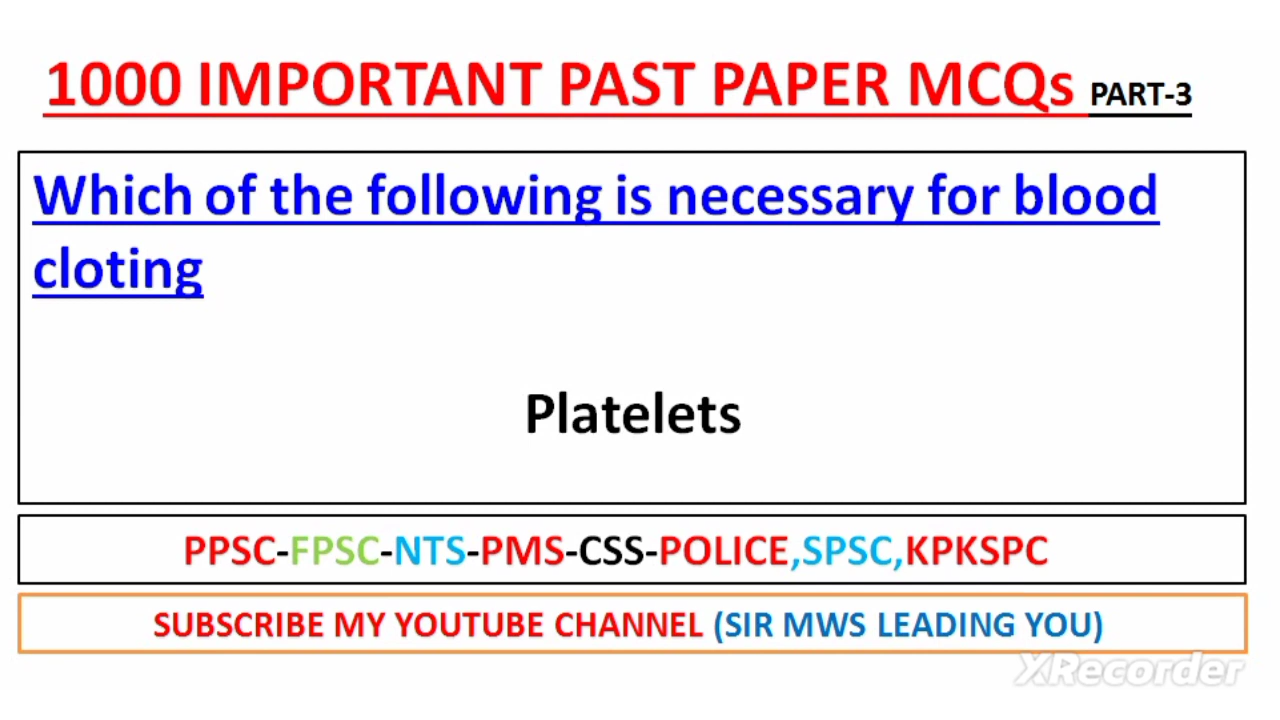 1000 IMPORTANT PAST PAPER MCQs PART-3
Which of the following is necessary for blood
cloting
Platelets
PPSC-FPSC-NTS-PMS-CSS-POLICE,SPSC,KPKSPC
SUBSCRIBE MY YOUTUBE CHANNEL (SIR MWS LEADING YOU)
XRecorder